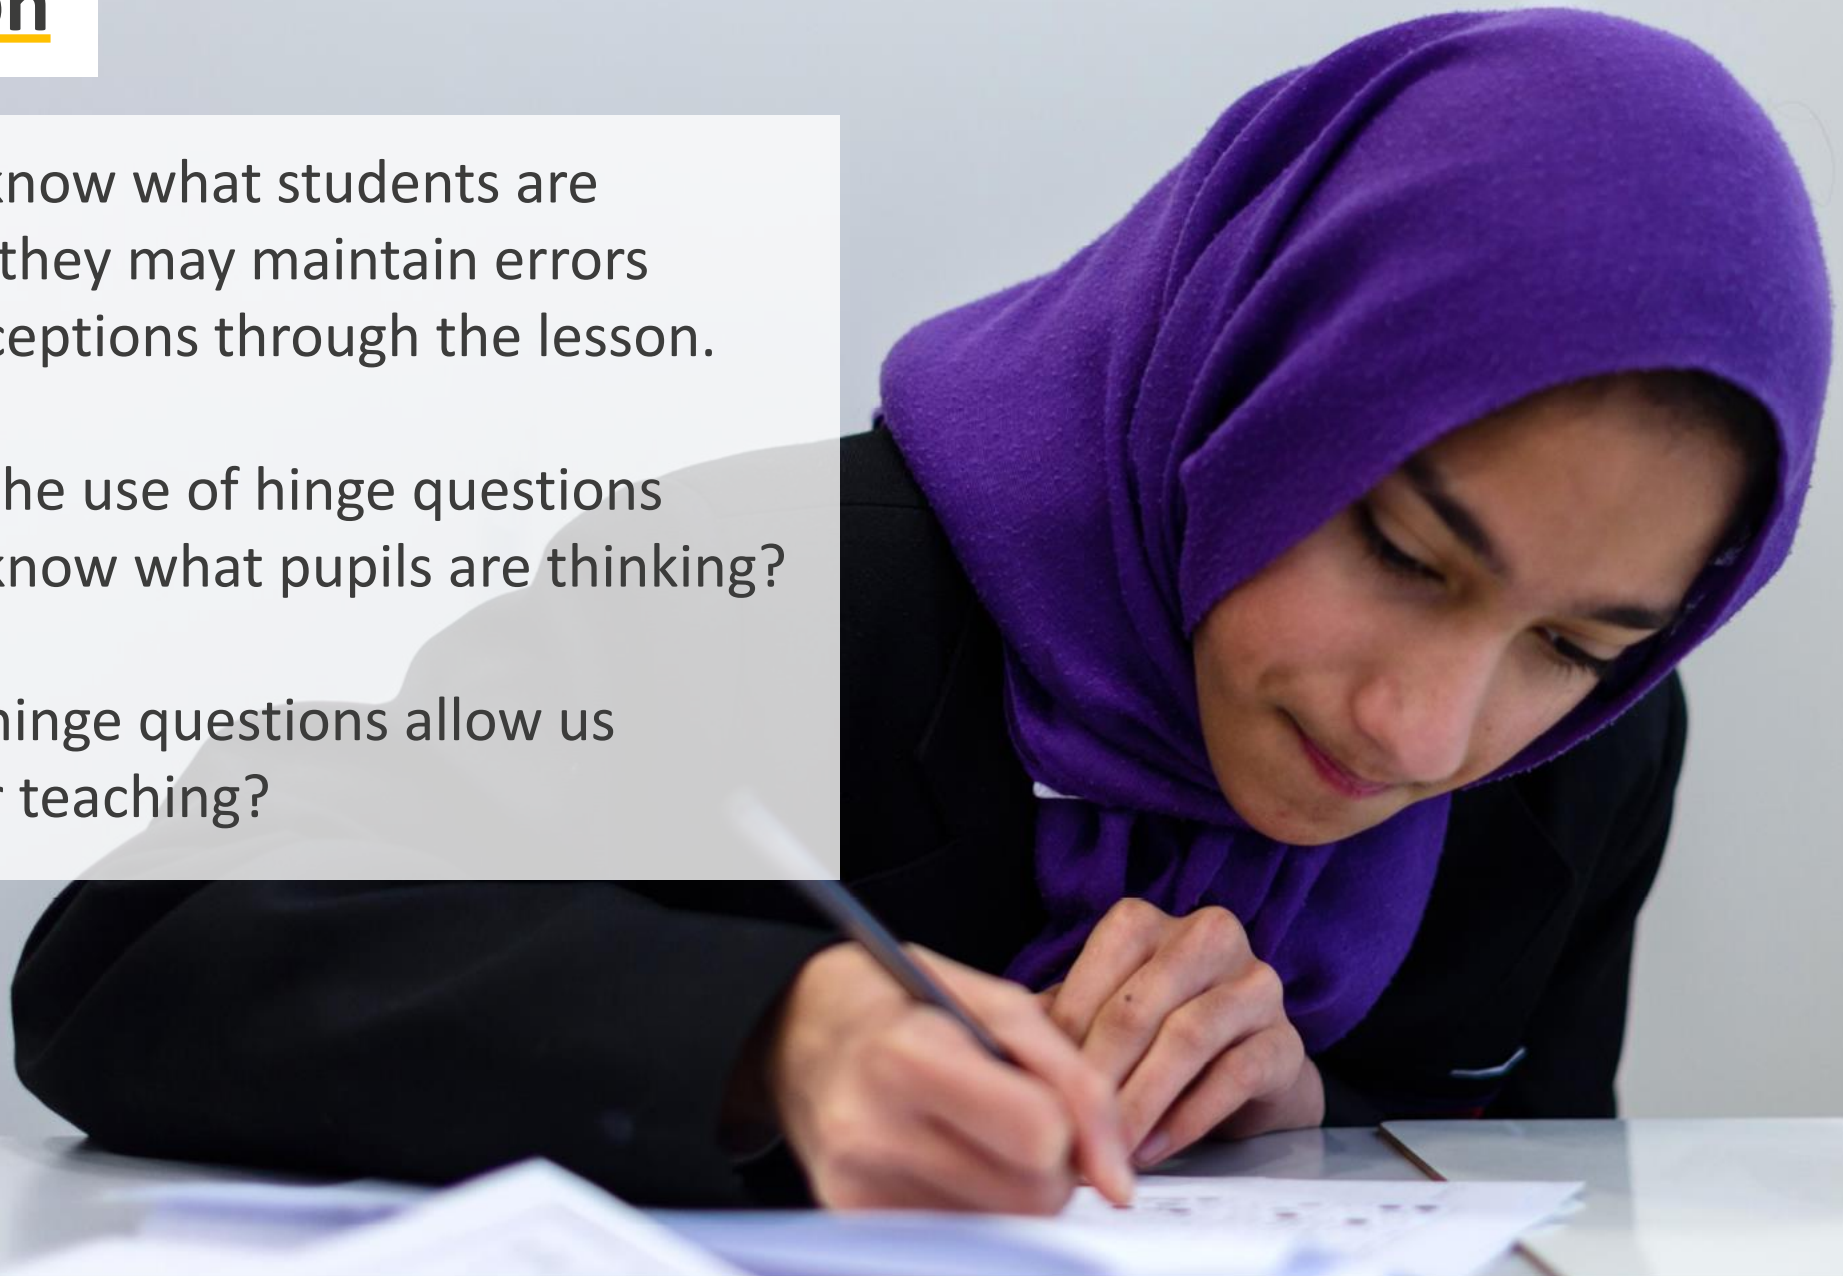 on
know what students are
they may maintain errors
ceptions through the lesson.
the use of hinge questions
know what pupils are thinking?
hinge questions allow us
r teaching?